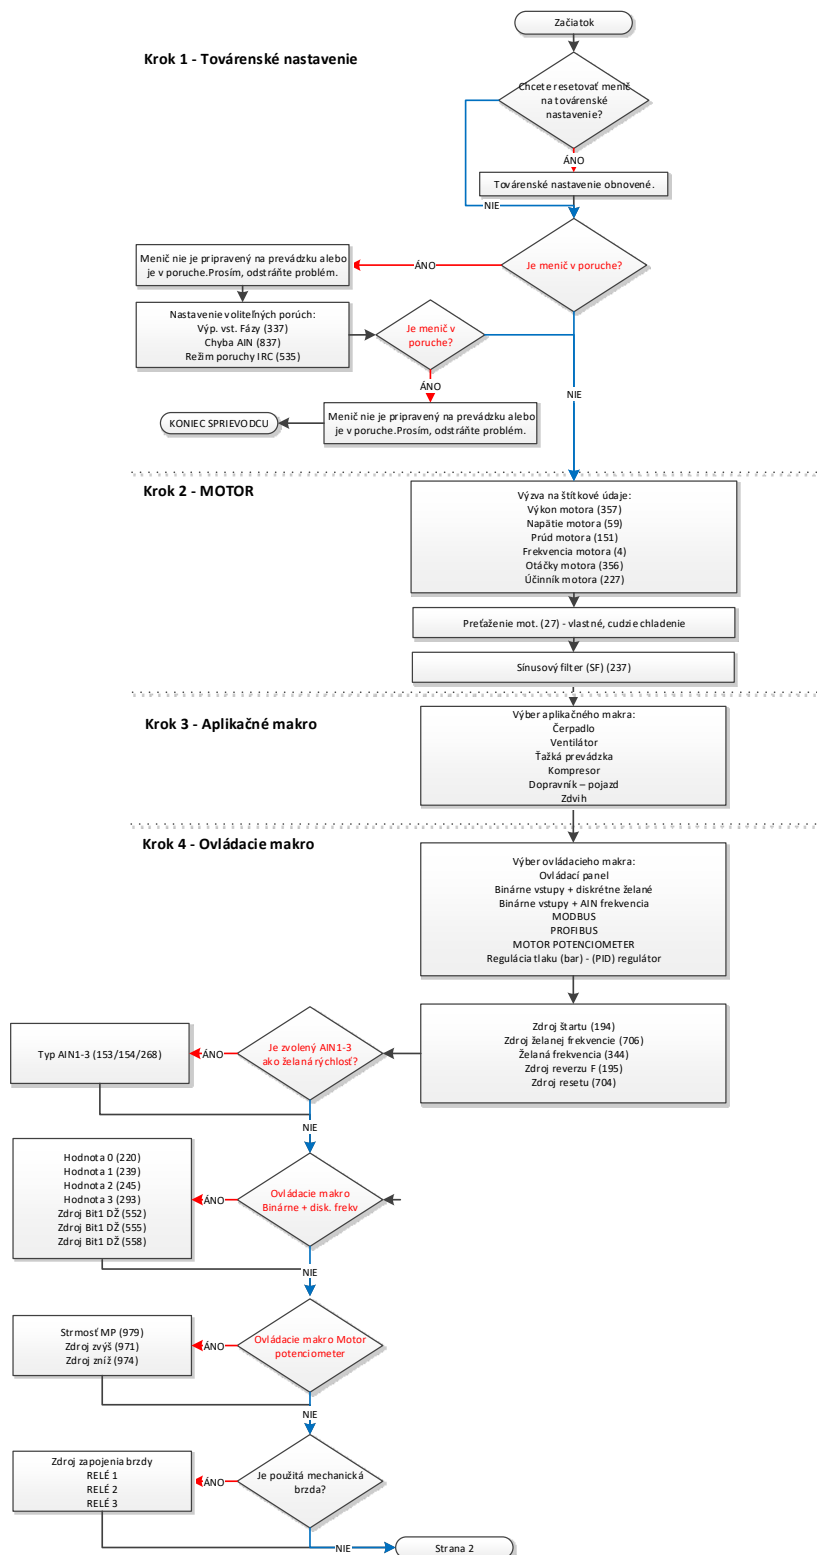 Začiatok
Krok 1 - Továrenské nastavenie
Chcete resetovať menič
na továrenské
nastavenie?
ÁNO
Továrenské nastavenie obnovené.
NIE
Je menič v poruche?
ÁNO
Menič nie je pripravený na prevádzku alebo
je v poruche.Prosím, odstráňte problém.
Nastavenie voliteľných porúch:
Výp. vst. Fázy (337)
Chyba AIN (837)
Režim poruchy IRC (535)
Je menič v
poruche?
ÁNO
NIE
Menič nie je pripravený na prevádzku alebo
je v poruche.Prosím, odstráňte problém.
KONIEC SPRIEVODCU
Krok 2 - MOTOR
Výzva na štítkové údaje:
Výkon motora (357)
Napätie motora (59)
Prúd motora (151)
Frekvencia motora (4)
Otáčky motora (356)
Účinník motora (227)
Preťaženie mot. (27) - vlastné, cudzie chladenie
Sínusový filter (SF) (237)
Krok 3 - Aplikačné makro
Výber aplikačného makra:
Čerpadlo
Ventilátor
Ťažká prevádzka
Kompresor
Dopravník – pojazd
Zdvih
Krok 4 - Ovládacie makro
Výber ovládacieho makra:
Ovládací panel
Binárne vstupy + diskrétne želané
Binárne vstupy + AIN frekvencia
MODBUS
PROFIBUS
MOTOR POTENCIOMETER
Regulácia tlaku (bar) - (PID) regulátor
Zdroj štartu (194)
Zdroj želanej frekvencie (706)
Želaná frekvencia (344)
Zdroj reverzu F (195)
Zdroj resetu (704)
Je zvolený AIN1-3
ako želaná rýchlosť?
ÁNO
Typ AIN1-3 (153/154/268)
NIE
Ovládacie makro
Binárne + disk. frekv
ÁNO
Hodnota 0 (220)
Hodnota 1 (239)
Hodnota 2 (245)
Hodnota 3 (293)
Zdroj Bit1 DŽ (552)
Zdroj Bit1 DŽ (555)
Zdroj Bit1 DŽ (558)
NIE
Ovládacie makro Motor
potenciometer
ÁNO
Strmosť MP (979)
Zdroj zvýš (971)
Zdroj zníž (974)
NIE
Je použitá mechanická
brzda?
ÁNO
Zdroj zapojenia brzdy
RELÉ 1
RELÉ 2
RELÉ 3
NIE
Strana 2